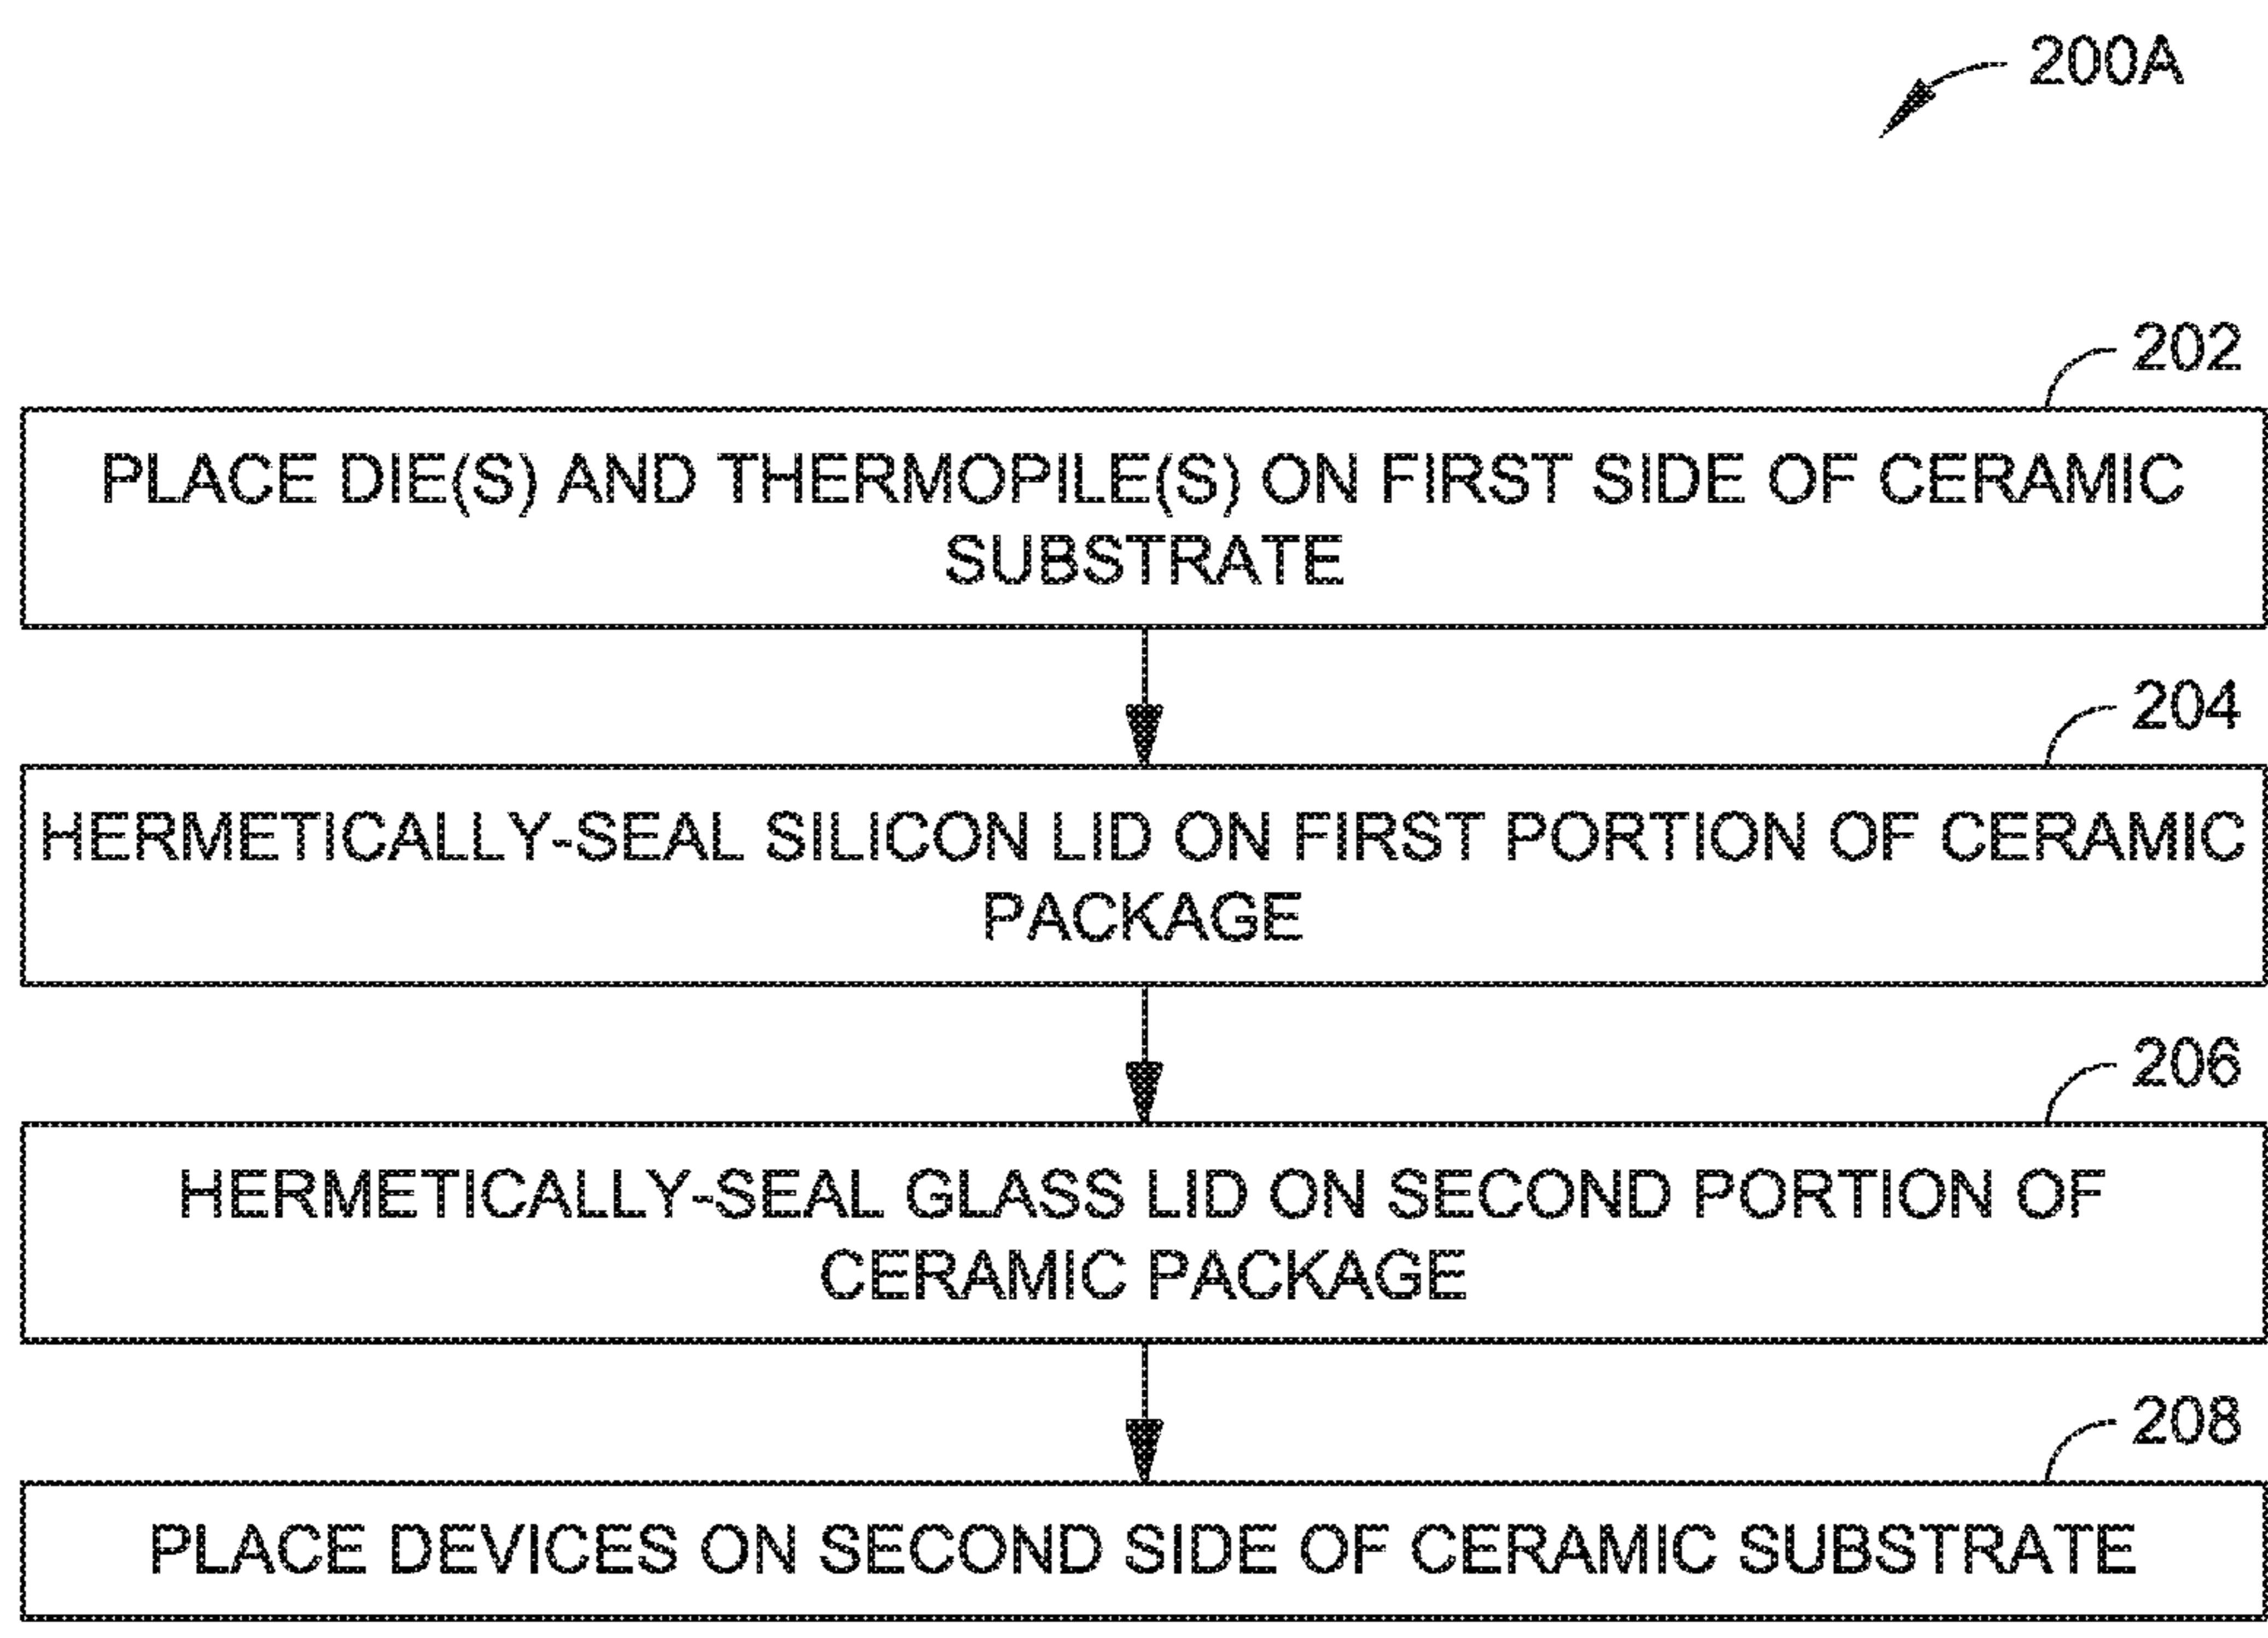 200A
202
PLACE DIE(S) AND THERMOPILE(S) ON FIRST SIDE OF CERAMIC
SUBSTRATE
204
HERMETICALLY-SEAL SILICON LID ON FIRST PORTION OF CERAMIC
PACKAGE
206
HERMETICALLY-SEAL GLASS LID ON SECOND PORTION OF
CERAMIC PACKAGE
208
PLACE DEVICES ON SECOND SIDE OF CERAMIC SUBSTRATE